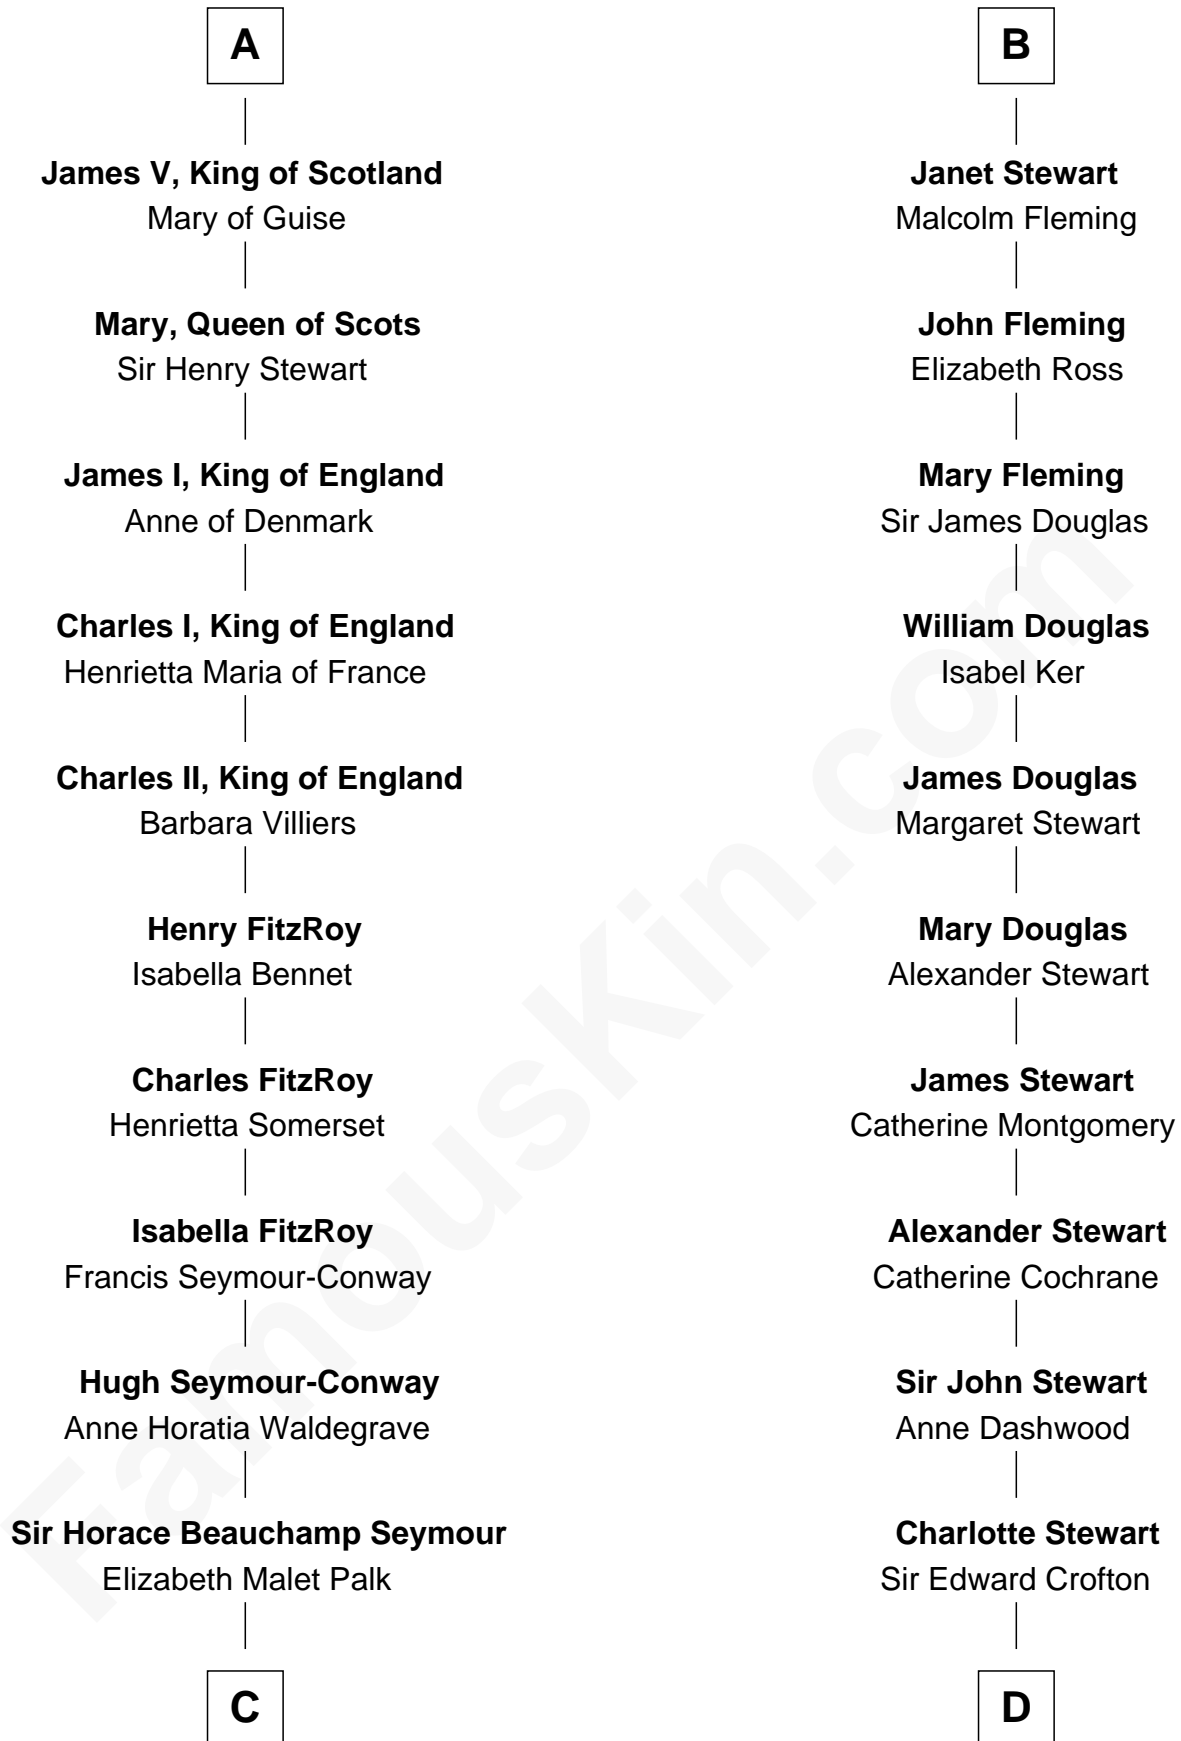 A
James V, King of Scotland
Mary of Guise
Mary, Queen of Scots
Sir Henry Stewart
James I, King of England
Anne of Denmark
Charles I, King of England
Henrietta Maria of France
Charles II, King of England
Barbara Villiers
Henry FitzRoy
Isabella Bennet
Charles FitzRoy
Henrietta Somerset
Isabella FitzRoy
Francis Seymour-Conway
Hugh Seymour-Conway
Anne Horatia Waldegrave
Sir Horace Beauchamp Seymour
Elizabeth Malet Palk
C
B
Janet Stewart
Malcolm Fleming
John Fleming
Elizabeth Ross
Mary Fleming
Sir James Douglas
William Douglas
Isabel Ker
James Douglas
Margaret Stewart
Mary Douglas
Alexander Stewart
James Stewart
Catherine Montgomery
Alexander Stewart
Catherine Cochrane
Sir John Stewart
Anne Dashwood
Charlotte Stewart
Sir Edward Crofton
D
FamousKin.com